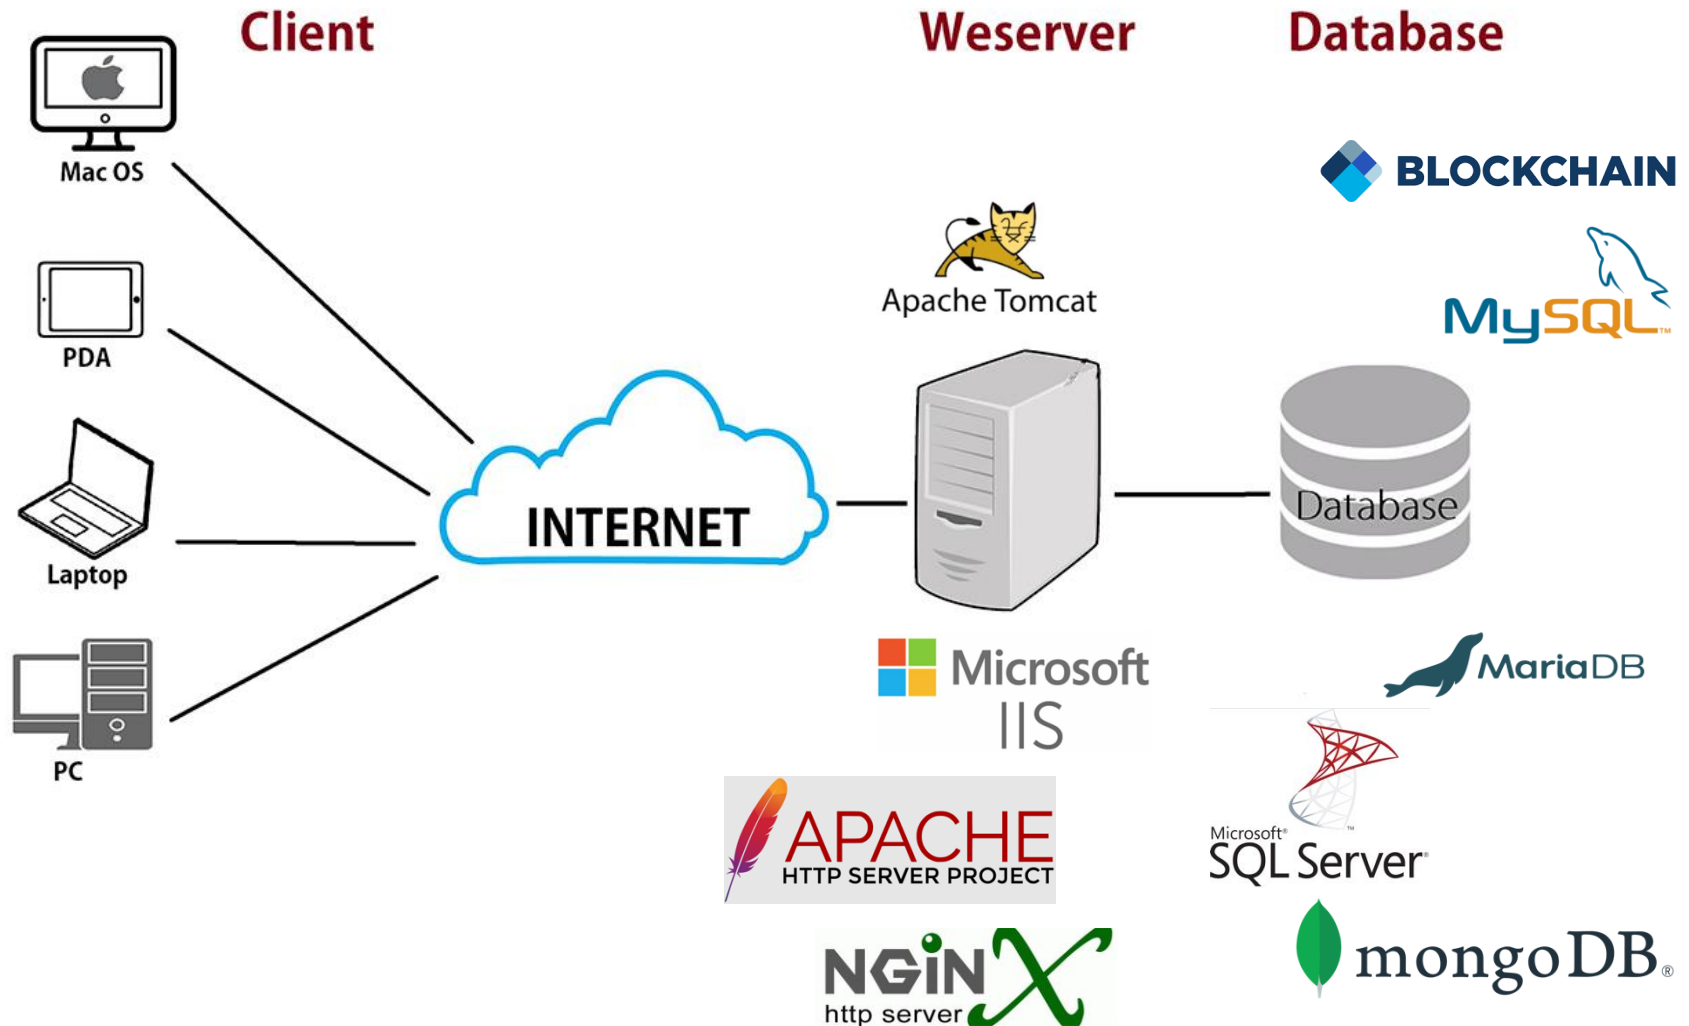 Client
Weserver
Database
Mac OS
PDA
Laptop
PC
INTERNET
Apache Tomcat
Microsoft
IIS
APACHE
HTTP SERVER PROJECT
NGiNX
http server
BLOCKCHAIN
MySQL™
Database
MariaDB
Microsoft®
SQL Server®
mongoDB®